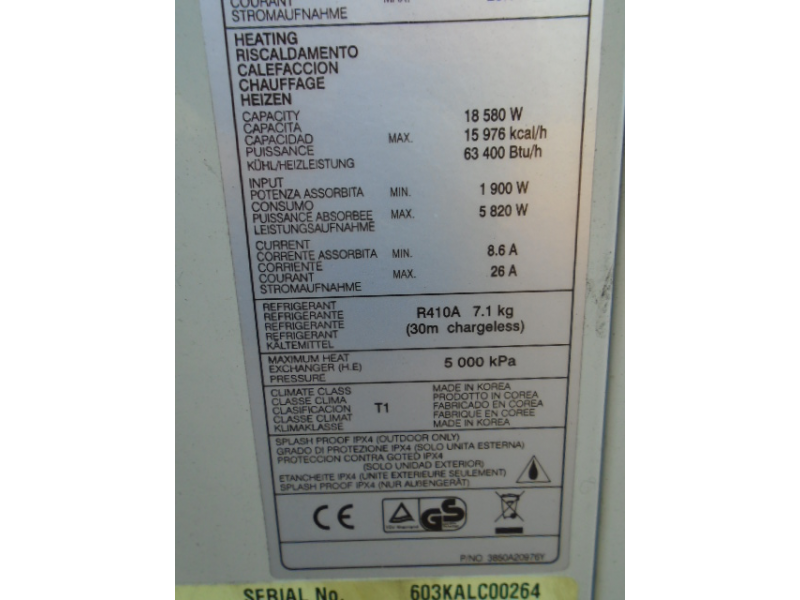 COURANT MAX.
STROMAUFNAHME
HEATING
RISCALDAMENTO
CALEFACCION
CHAUFFAGE
HEIZEN
CAPACITY 18 580 W
CAPACITA
CAPACIDAD MAX. 15 976 kcal/h
PUISSANCE 63 400 Btu/h
KÜHL/HEIZLEISTUNG
INPUT
POTENZA ASSORBITA MIN. 1 900 W
CONSUMO
PUISSANCE ABSORBEE MAX. 5 820 W
LEISTUNGSAUFNAHME
CURRENT
CORRENTE ASSORBITA MIN. 8.6 A
CORRIENTE
COURANT MAX. 26 A
STROMAUFNAHME
REFRIGERANT
REFRIGERANTE R410A 7.1 kg
REFRIGERANTE (30m chargeless)
REFRIGERANT
KÄLTEMITTEL
MAXIMUM HEAT
EXCHANGER (H.E) 5 000 kPa
PRESSURE
CLIMATE CLASS MADE IN KOREA
CLASSE CLIMA PRODOTTO IN COREA
CLASIFICACION T1 FABRICADO EN COREA
CLASSE CLIMAT FABRIQUE EN COREE
KLIMAKLASSE MADE IN KOREA
SPLASH PROOF IPX4 (OUTDOOR ONLY)
GRADO DI PROTEZIONE IPX4 (SOLO UNITA ESTERNA)
PROTECCION CONTRA GOTED IPX4
(SOLO UNIDAD EXTERIOR)
ETANCHEITE IPX4 (UNITE EXTERIEURE SEULEMENT)
SPLASH PROOF IPX4 (NUR AUßENGERÄT)
CE GS
P/NO 3850A20976Y
SERIAL No. 603KALC00264